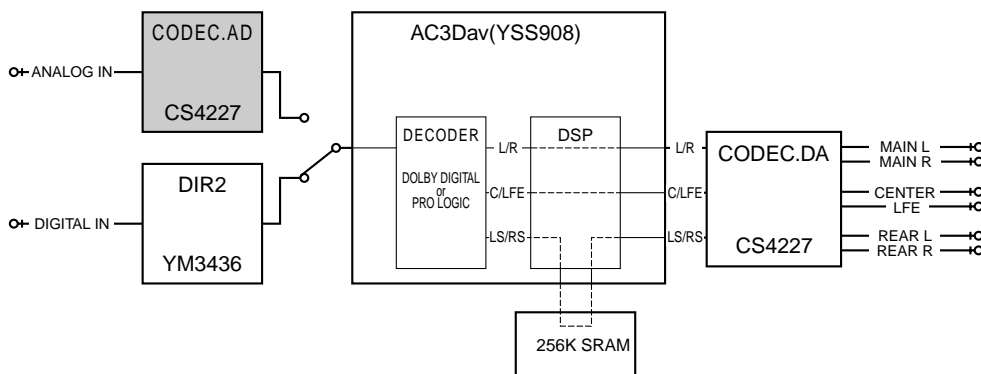 CODEC.AD
ANALOG IN
CS4227
DIR2
DIGITAL IN
YM3436
AC3Dav(YSS908)
DECODER
DOLBY DIGITAL
or
PRO LOGIC
L/R
C/LFE
LS/RS
DSP
256K SRAM
L/R
C/LFE
LS/RS
CODEC.DA
CS4227
MAIN L
MAIN R
CENTER
LFE
REAR L
REAR R